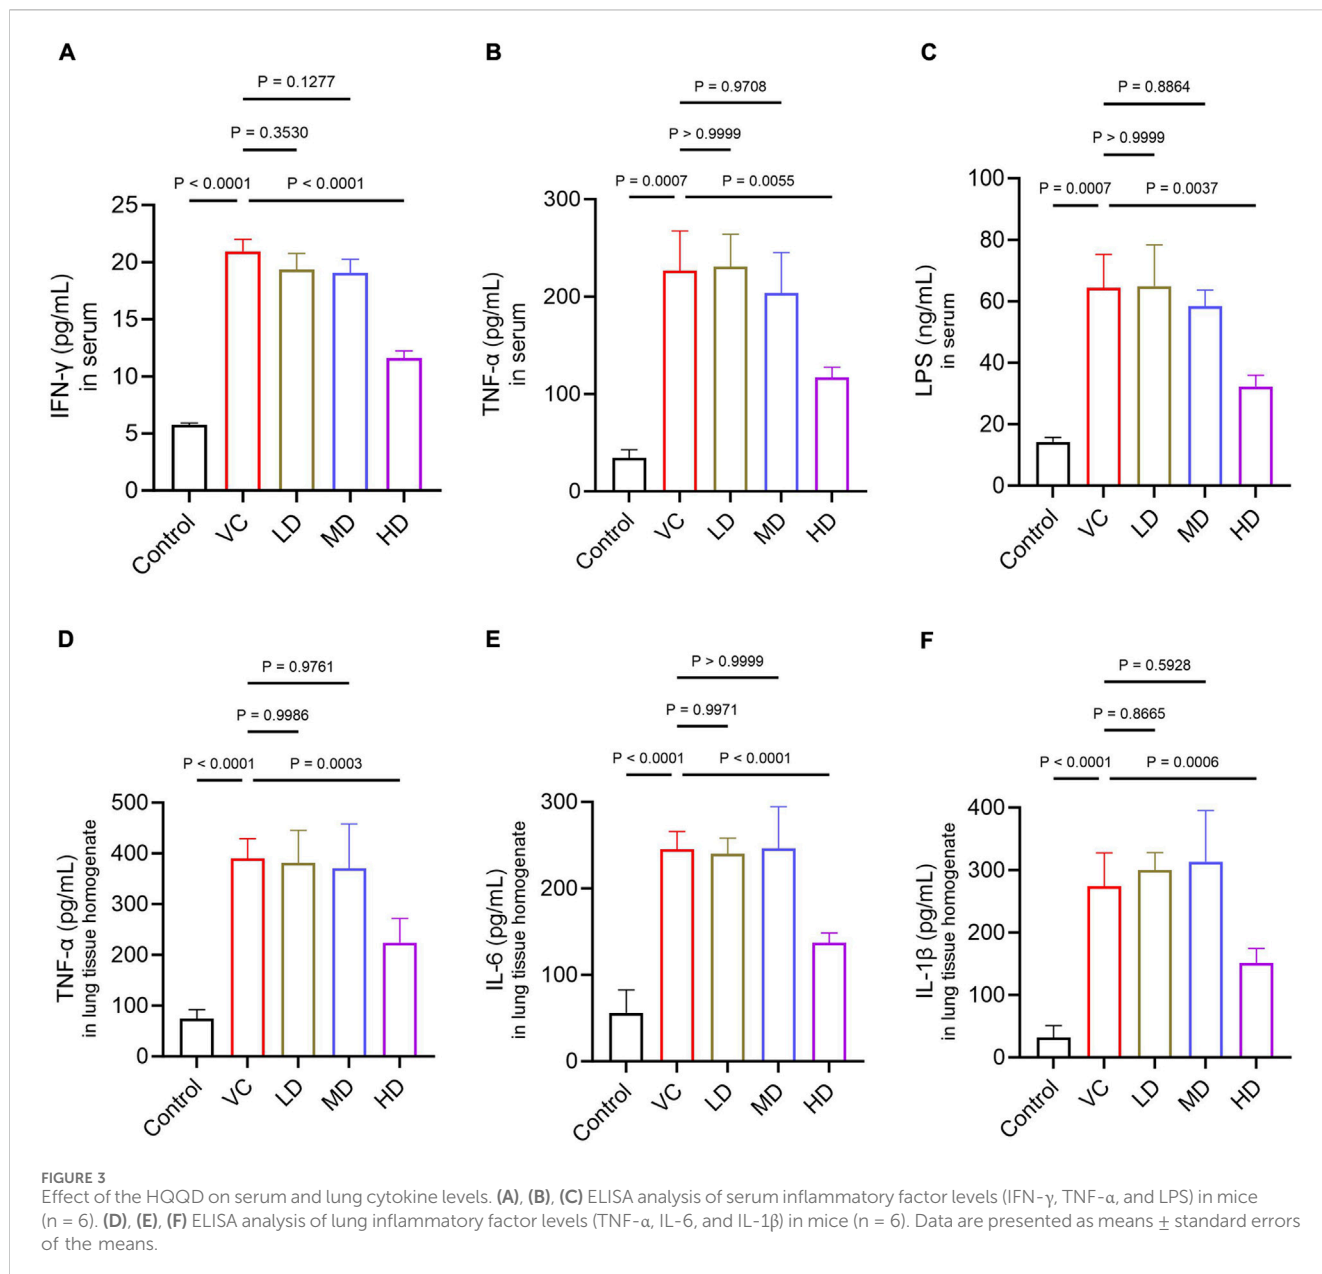 A
P = 0.1277
P = 0.3530
P < 0.0001
P < 0.0001
25
20
15
10
5
0
IFN-γ (pg/mL)
in serum
Control
VC
LD
MD
HD
B
P = 0.9708
P > 0.9999
P = 0.0007
P = 0.0055
300
200
100
0
TNF-α (pg/mL)
in serum
Control
VC
LD
MD
HD
C
P = 0.8864
P > 0.9999
P = 0.0007
P = 0.0037
100
80
60
40
20
0
LPS (ng/mL)
in serum
Control
VC
LD
MD
HD
D
P = 0.9761
P = 0.9986
P < 0.0001
P = 0.0003
500
400
300
200
100
0
TNF-α (pg/mL)
in lung tissue homogenate
Control
VC
LD
MD
HD
E
P > 0.9999
P = 0.9971
P < 0.0001
P < 0.0001
300
200
100
0
IL-6 (pg/mL)
in lung tissue homogenate
Control
VC
LD
MD
HD
F
P = 0.5928
P = 0.8665
P < 0.0001
P = 0.0006
400
300
200
100
0
IL-1β (pg/mL)
in lung tissue homogenate
Control
VC
LD
MD
HD
FIGURE 3
Effect of the HQQD on serum and lung cytokine levels. (A), (B), (C) ELISA analysis of serum inflammatory factor levels (IFN-γ, TNF-α, and LPS) in mice
(n = 6). (D), (E), (F) ELISA analysis of lung inflammatory factor levels (TNF-α, IL-6, and IL-1β) in mice (n = 6). Data are presented as means ± standard errors
of the means.